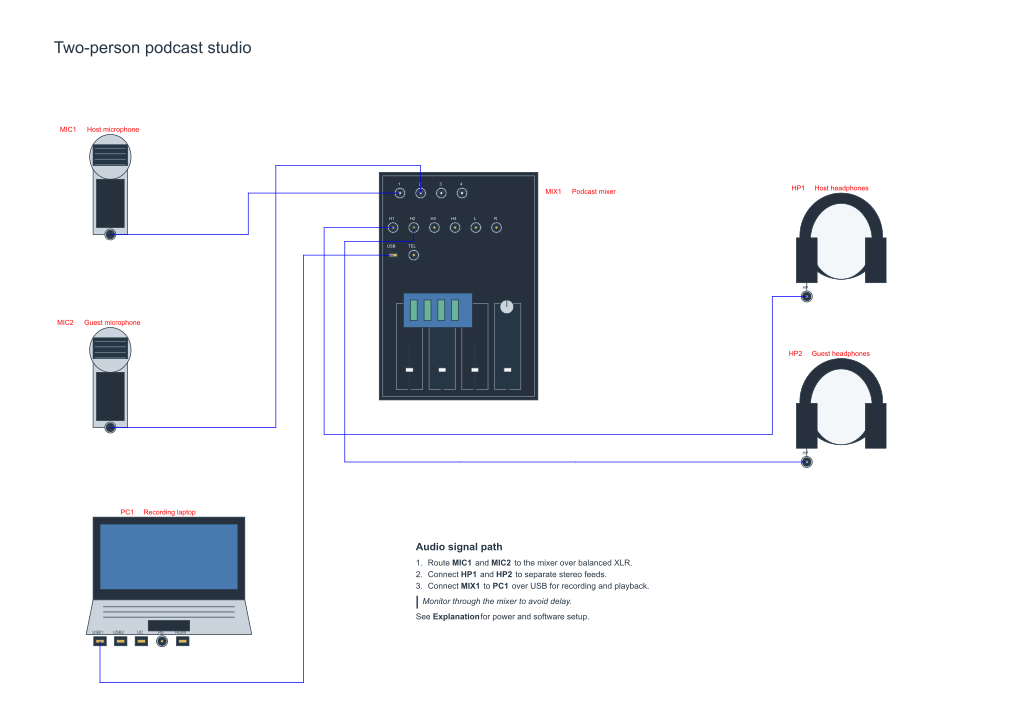 Two-person podcast studio
MIC1 Host microphone
MIX1 Podcast mixer
HP1 Host headphones
1 3 4
H1 H2 H3 H4 L R
USB TEL
HP
MIC2 Guest microphone
HP2 Guest headphones
HP
PC1 Recording laptop
USB1 USB2
Audio signal path
1. Route MIC1 and MIC2 to the mixer over balanced XLR.
2. Connect HP1 and HP2 to separate stereo feeds.
3. Connect MIX1 to PC1 over USB for recording and playback.
Monitor through the mixer to avoid delay.
See Explanation for power and software setup.